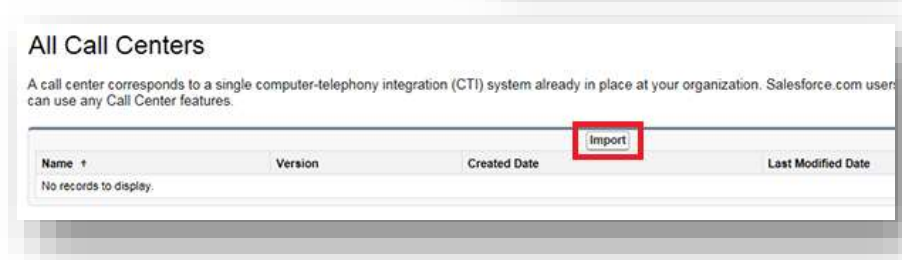 All Call Centers
A call center corresponds to a single computer-telephony integration (CTI) system already in place at your organization. Salesforce.com users
can use any Call Center features.
Import
Name ↑ Version Created Date Last Modified Date
No records to display.